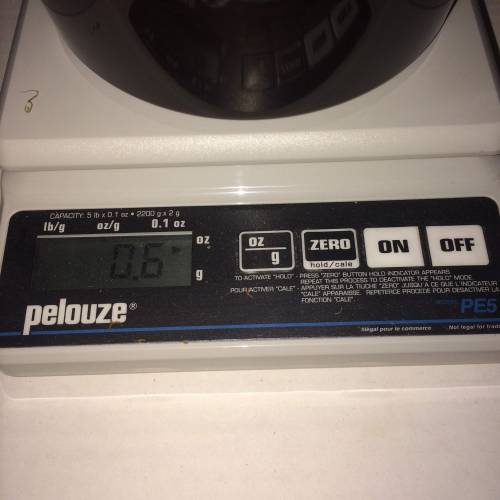 CAPACITY: 5 lb x 0.1 oz • 2200 g x 2 g
lb/g oz/g 0.1 oz
oz
0.6
g
oz
g
ZERO
hold/cale
ON
OFF
TO ACTIVATE "HOLD" - PRESS "ZERO" BUTTON HOLD INDICATOR APPEARS
REPEAT THIS PROCESS TO DEACTIVATE THE "HOLD" MODE
POUR ACTIVER "CALE" - APPUYER SUR LA TOUCHE "ZERO" JUSQU'A CE QUE L'INDICATEUR
"CALE" APPARAISSE. REPETERCE PROCEDE POUR DESACTIVER LA
FONCTION "CALE".
pelouze®
MODEL PE5
Illégal pour le commerce
Not legal for trad